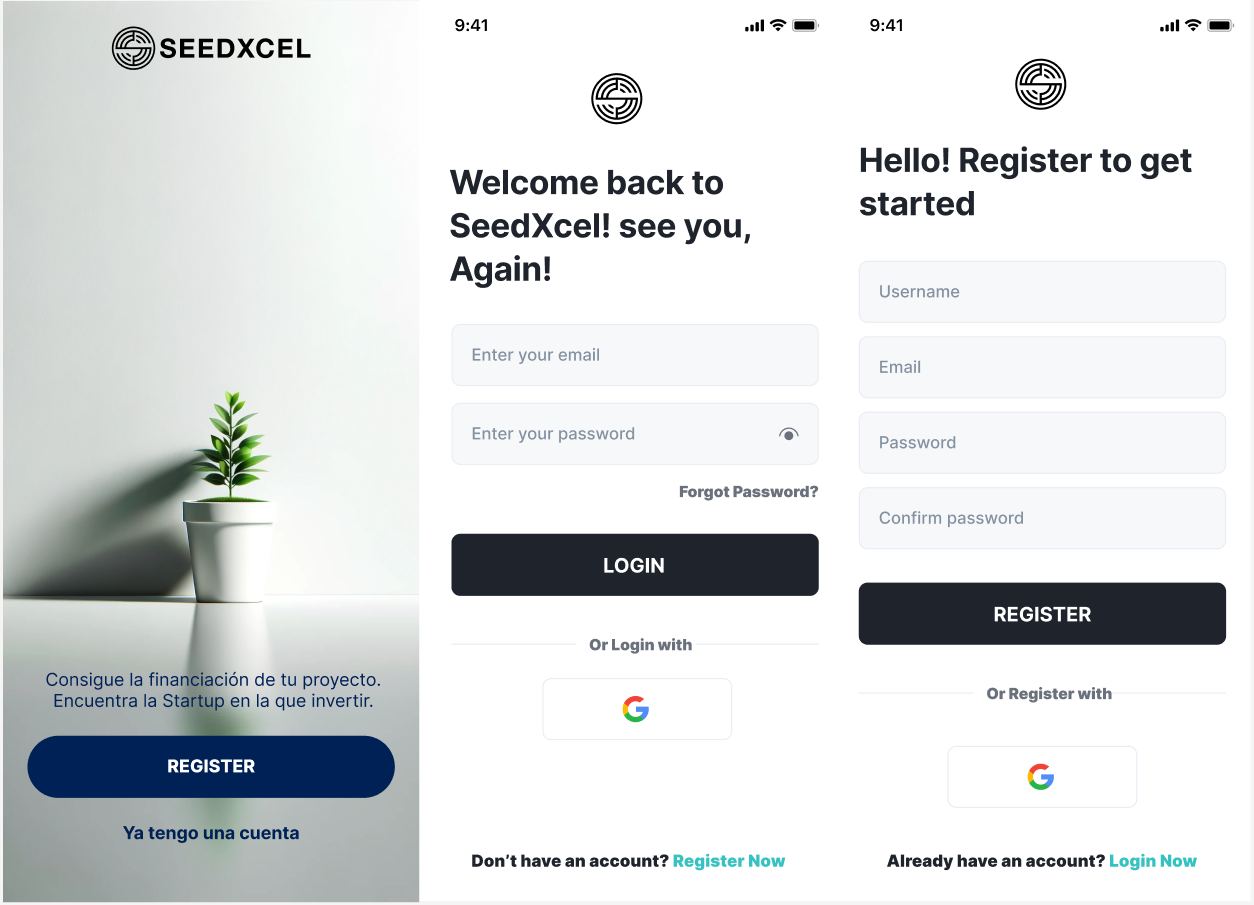 SEEDXCEL
Consigue la financiación de tu proyecto.
Encuentra la Startup en la que invertir.
REGISTER
Ya tengo una cuenta
9:41
Welcome back to
SeedXcel! see you,
Again!
Enter your email
Enter your password
Forgot Password?
LOGIN
Or Login with
Don’t have an account? Register Now
9:41
Hello! Register to get
started
Username
Email
Password
Confirm password
REGISTER
Or Register with
Already have an account? Login Now